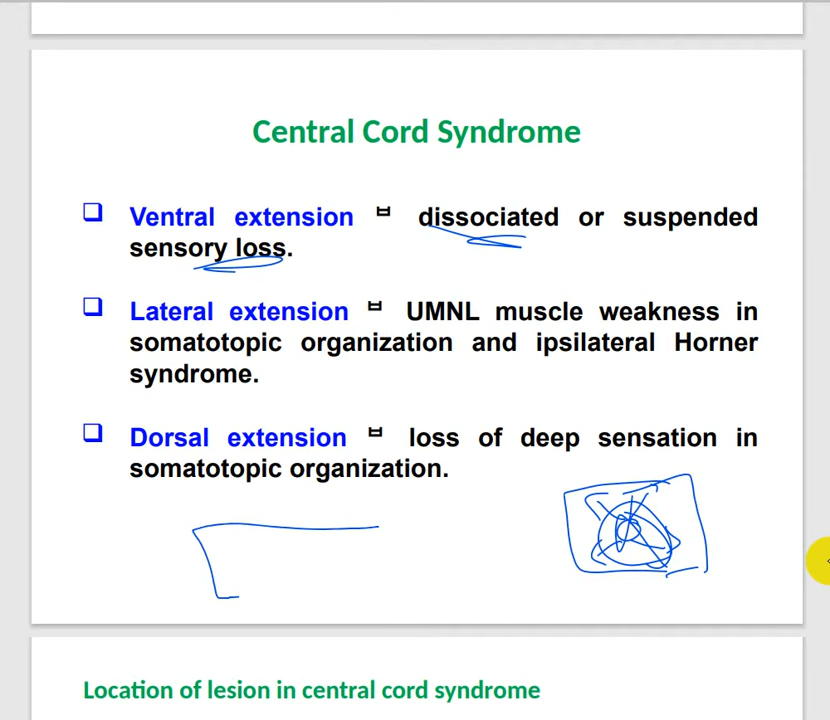 Central Cord Syndrome
❑ Ventral extension dissociated or suspended
sensory loss.
❑ Lateral extension UMNL muscle weakness in
somatotopic organization and ipsilateral Horner
syndrome.
❑ Dorsal extension loss of deep sensation in
somatotopic organization.
Location of lesion in central cord syndrome